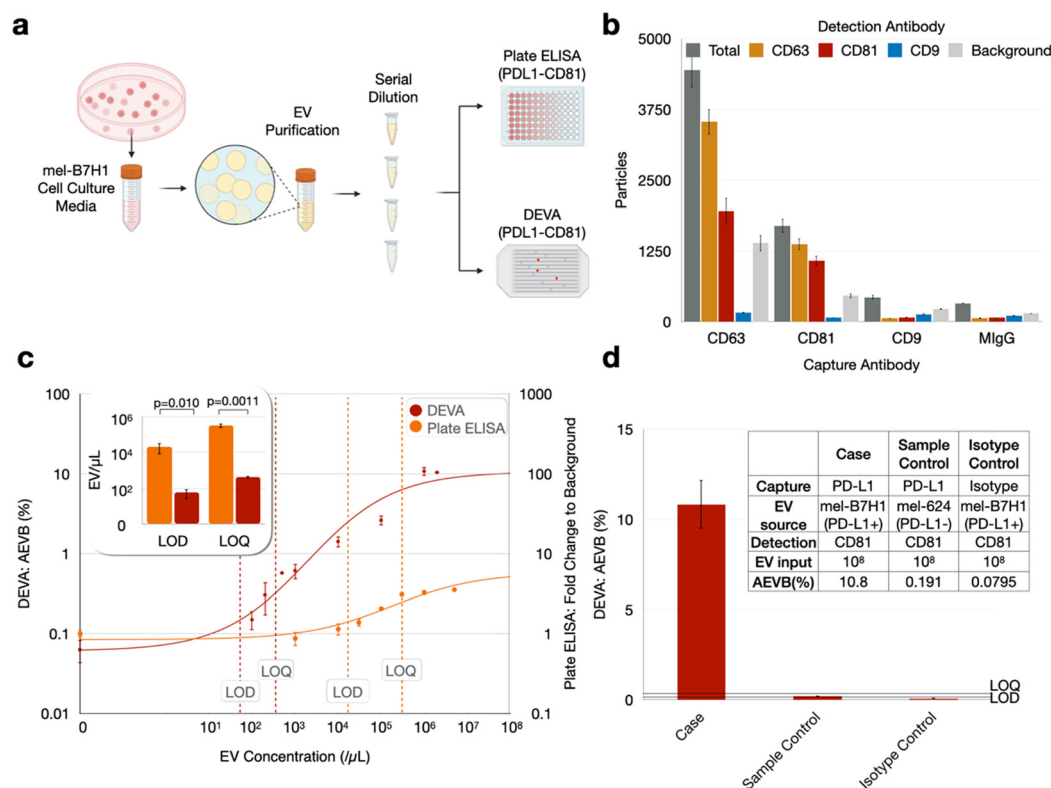 a
mel-B7H1
Cell Culture
Media
EV
Purification
Serial
Dilution
Plate ELISA
(PDL1-CD81)
DEVA
(PDL1-CD81)
b
Detection Antibody
Total CD63 CD81 CD9 Background
5000
3750
2500
1250
0
Particles
CD63 CD81 CD9 MIgG
Capture Antibody
c
100
10
1
0.1
0.01
DEVA: AEVB (%)
p=0.010 p=0.0011
10⁶
10⁴
10²
0
EV/µL
LOD LOQ
DEVA
Plate ELISA
LOD
LOQ
LOD
LOQ
1000
100
10
1
0.1
Plate ELISA: Fold Change to Background
0 10¹ 10² 10³ 10⁴ 10⁵ 10⁶ 10⁷ 10⁸
EV Concentration (/µL)
d
15
10
5
0
DEVA: AEVB (%)
Case Sample Control Isotype Control
Capture PD-L1 PD-L1 Isotype
EV source mel-B7H1 (PD-L1+) mel-624 (PD-L1-) mel-B7H1 (PD-L1+)
Detection CD81 CD81 CD81
EV input 10⁸ 10⁸ 10⁸
AEVB(%) 10.8 0.191 0.0795
LOQ
LOD
Case
Sample Control
Isotype Control